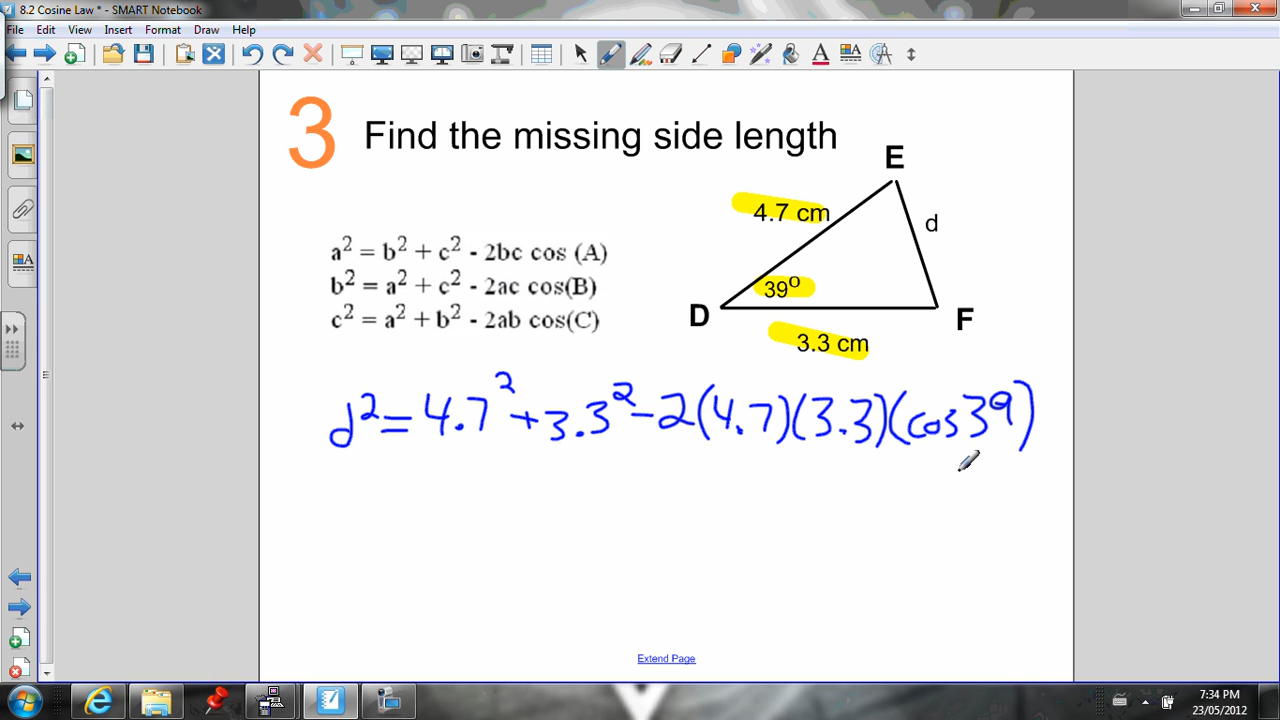 8.2 Cosine Law * - SMART Notebook
File Edit View Insert Format Draw Help
3 Find the missing side length
E
4.7 cm
d
a² = b² + c² - 2bc cos (A)
b² = a² + c² - 2ac cos(B)
c² = a² + b² - 2ab cos(C)
39º
D
F
3.3 cm
d² = 4.7² + 3.3² - 2(4.7)(3.3)(cos39)
Extend Page
7:34 PM
23/05/2012